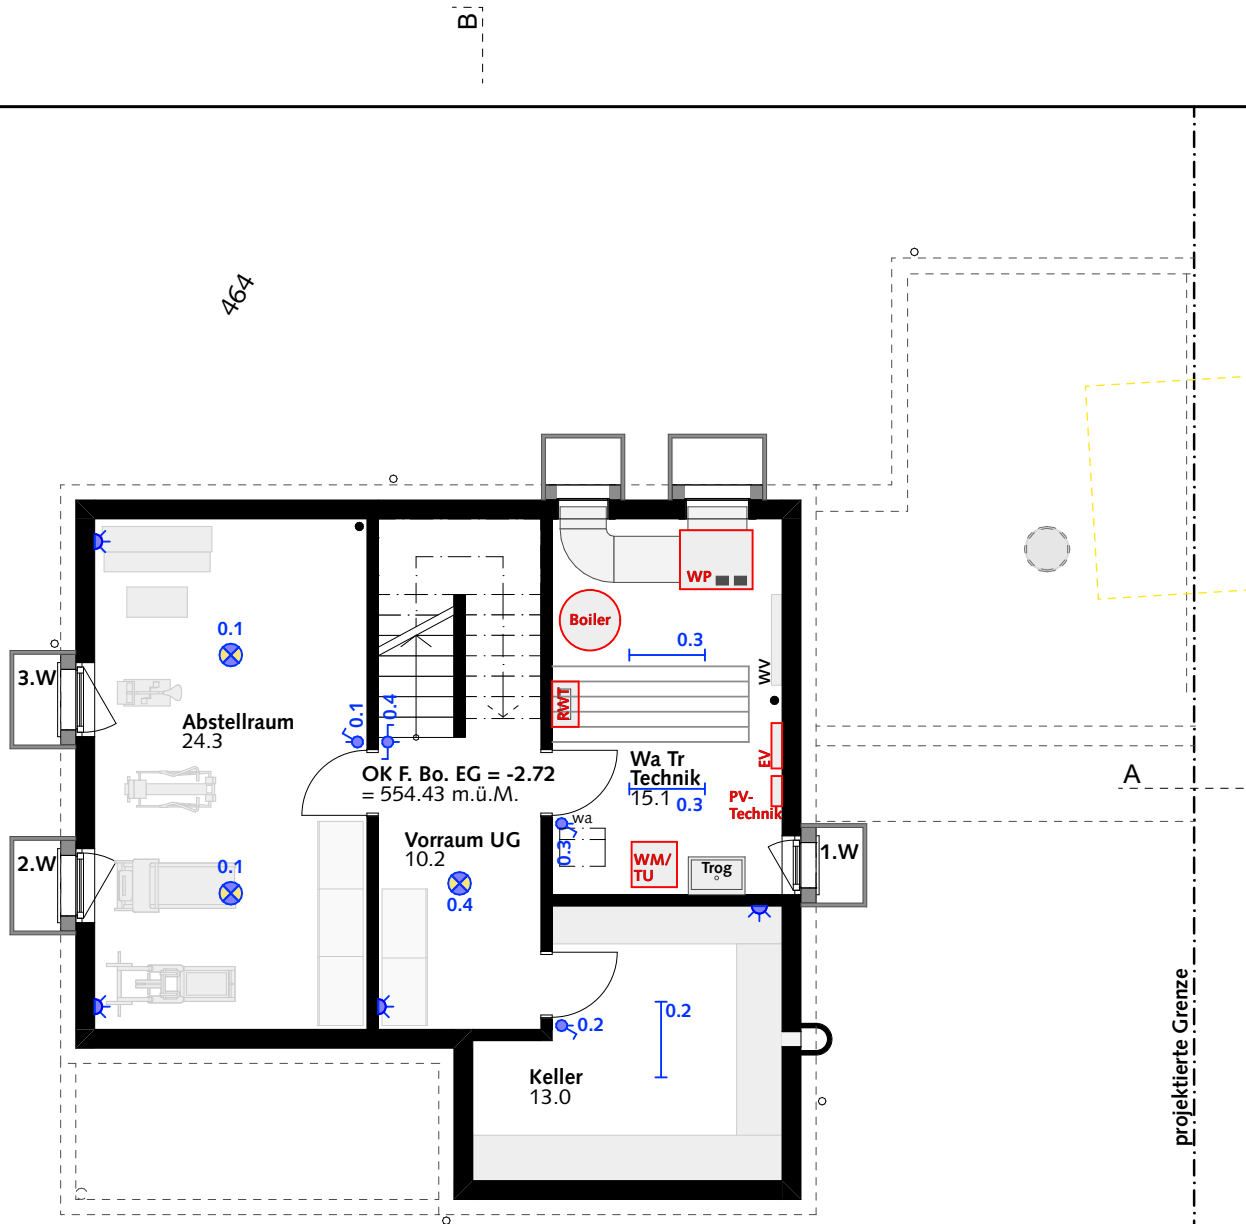 B
464
WP
Boiler
0.3
0.1
WV
3.W
RWT
0.1
0.4
Abstellraum
24.3
EV
OK F. Bo. EG = -2.72
= 554.43 m.ü.M.
Wa Tr
Technik
15.1
0.3
PV-
Technik
A
wa
0.3
Vorraum UG
10.2
2.W
0.1
WM/
TU
Trog
1.W
0.4
0.2
0.2
Keller
13.0
projektierte Grenze